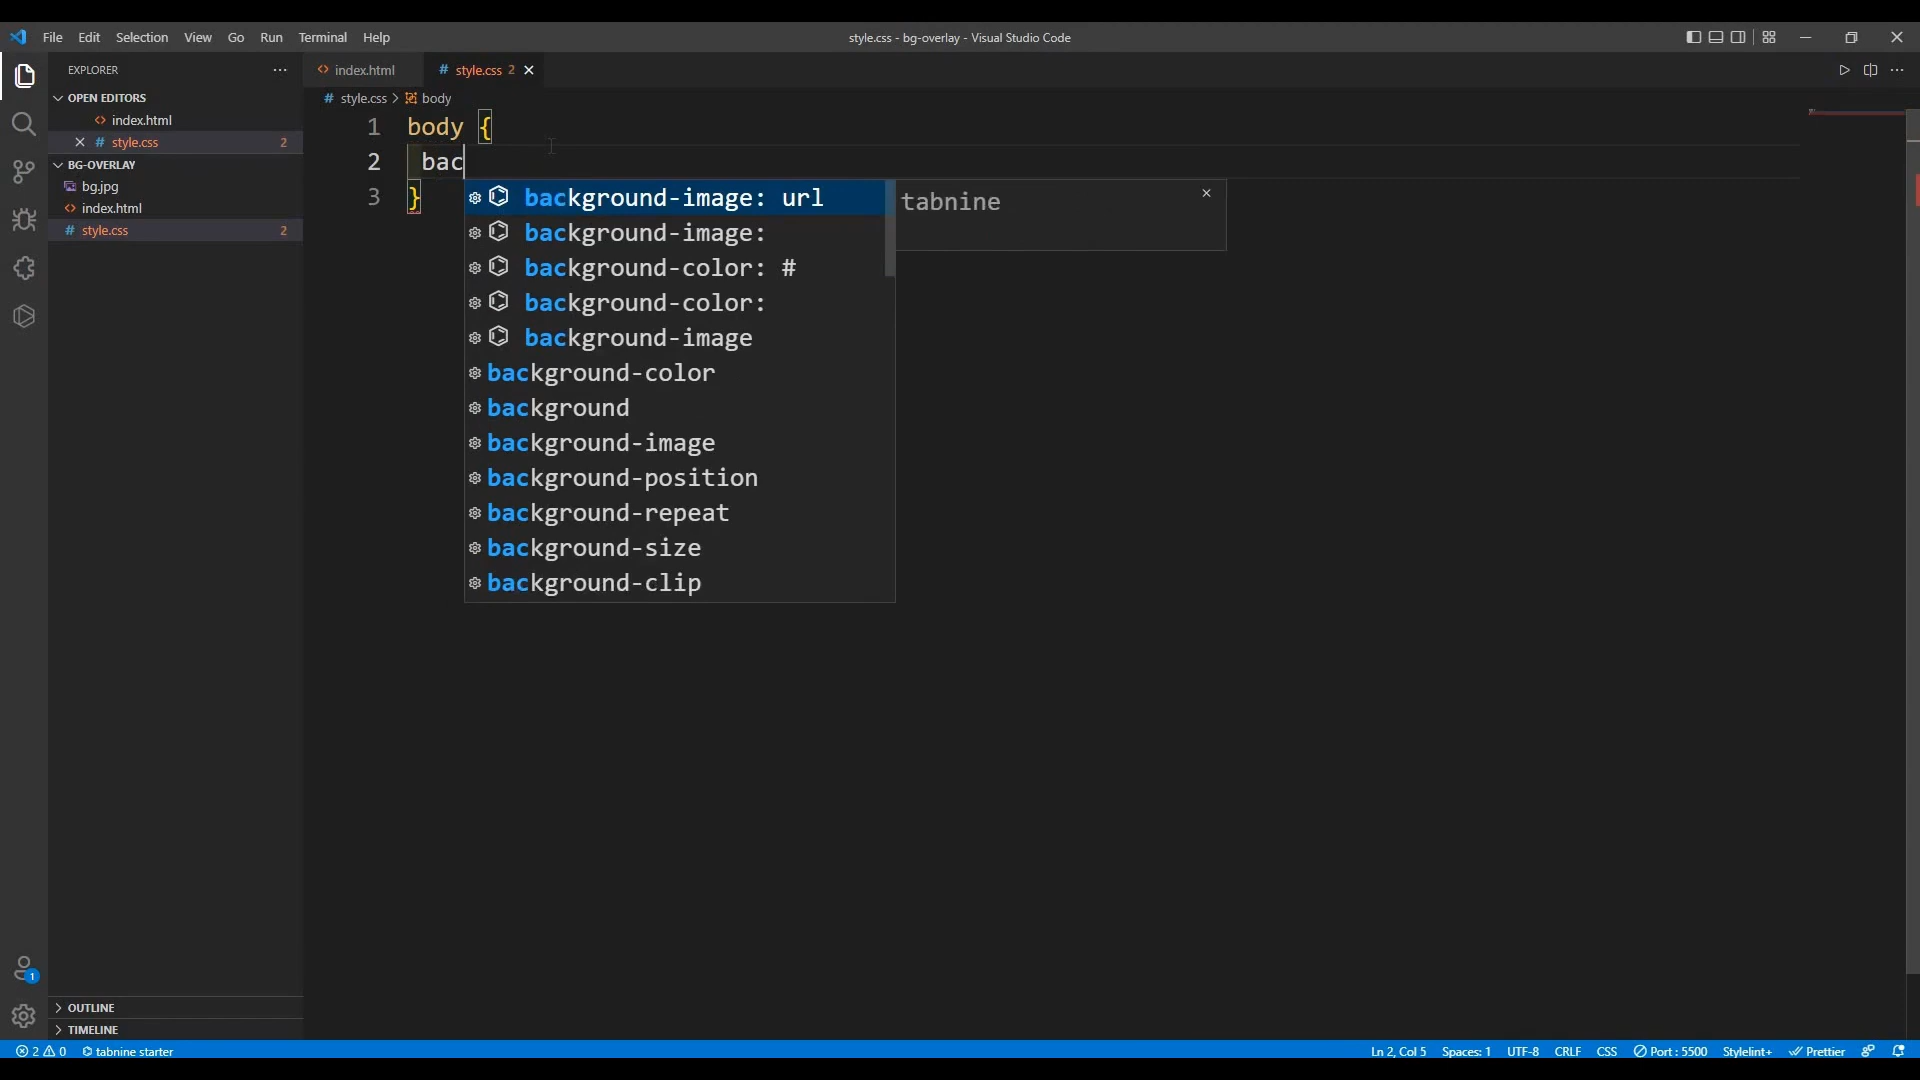 File Edit Selection View Go Run Terminal Help
style.css - bg-overlay - Visual Studio Code
EXPLORER
OPEN EDITORS
index.html
# style.css 2
BG-OVERLAY
bg.jpg
index.html
# style.css 2
OUTLINE
TIMELINE
index.html
# style.css 2
# style.css > body
1 body {
2 bac
3 }
background-image: url
background-image:
background-color: #
background-color:
background-image
background-color
background
background-image
background-position
background-repeat
background-size
background-clip
tabnine
1
2 0 tabnine starter
Ln 2, Col 5 Spaces: 1 UTF-8 CRLF CSS Port : 5500 Stylelint+ Prettier